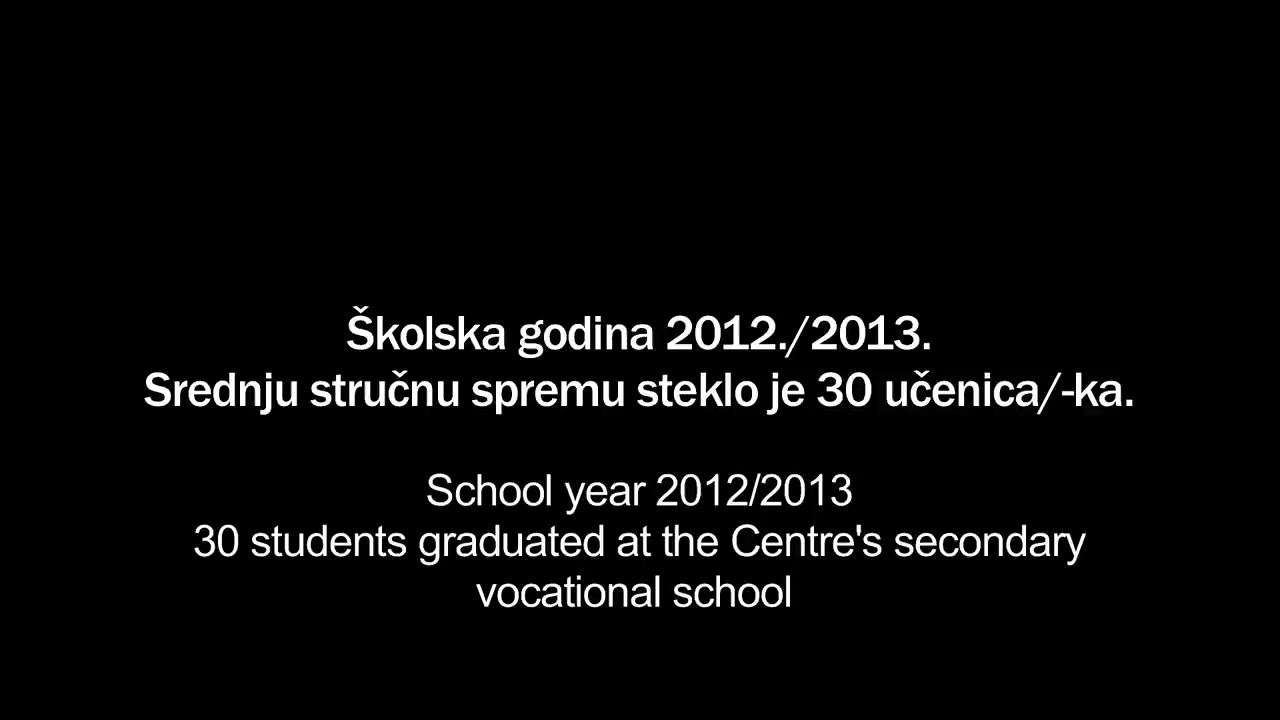 Školska godina 2012./2013.
Srednju stručnu spremu steklo je 30 učenica/-ka.
School year 2012/2013
30 students graduated at the Centre's secondary
vocational school